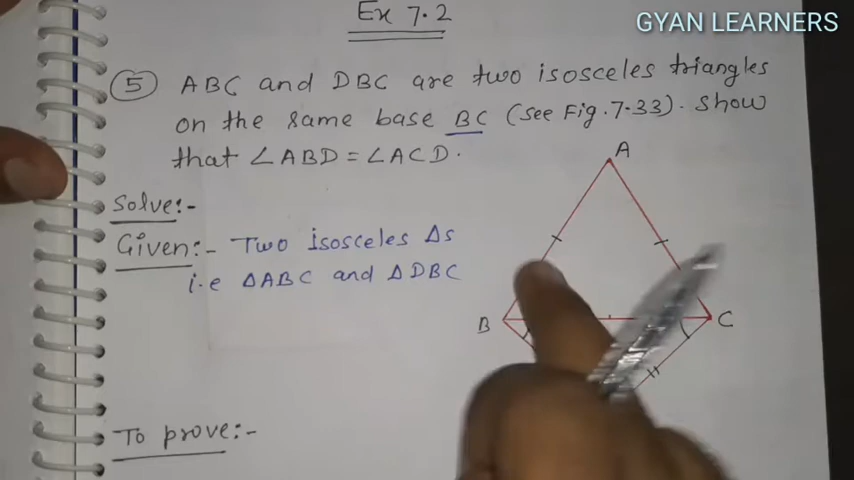 GYAN LEARNERS
Ex 7.2
5 ABC and DBC are two isosceles triangles
on the same base BC (see Fig. 7.33). Show
that ∠ABD = ∠ACD.
Solve:-
Given:- Two isosceles Δs
i.e ΔABC and ΔDBC
A
B
C
To prove:-